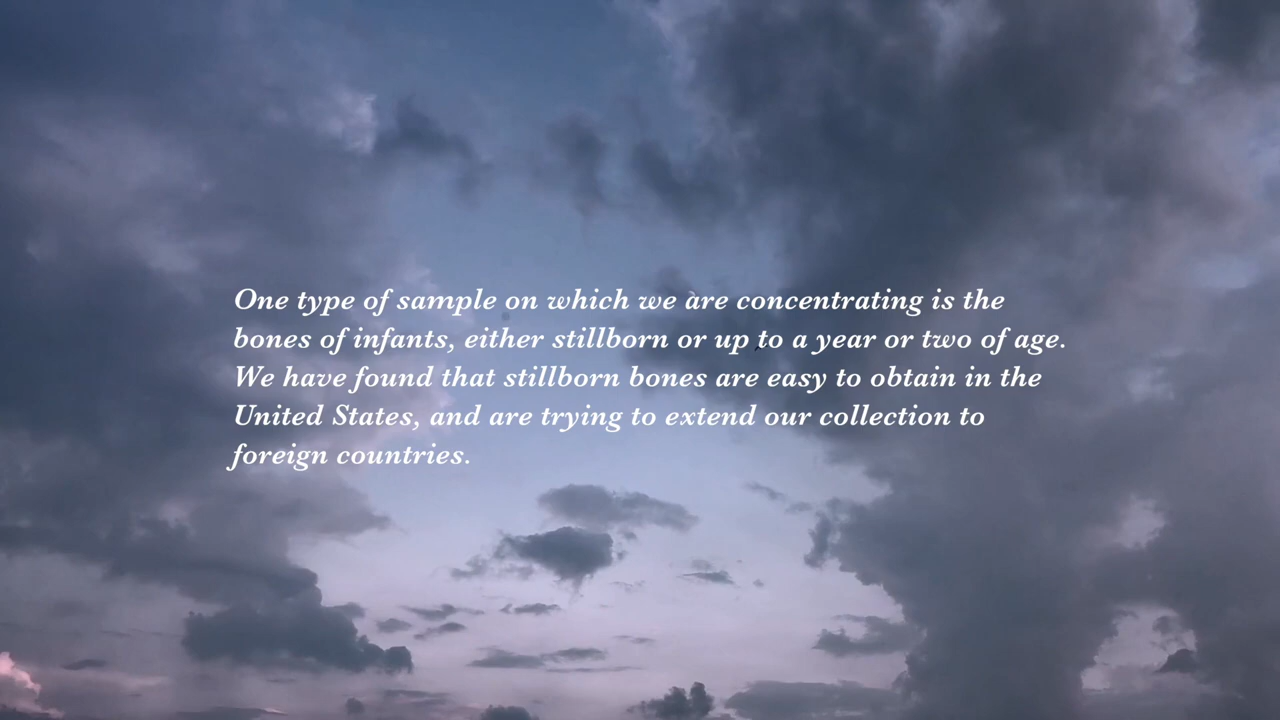 One type of sample on which we are concentrating is the
bones of infants, either stillborn or up to a year or two of age.
We have found that stillborn bones are easy to obtain in the
United States, and are trying to extend our collection to
foreign countries.